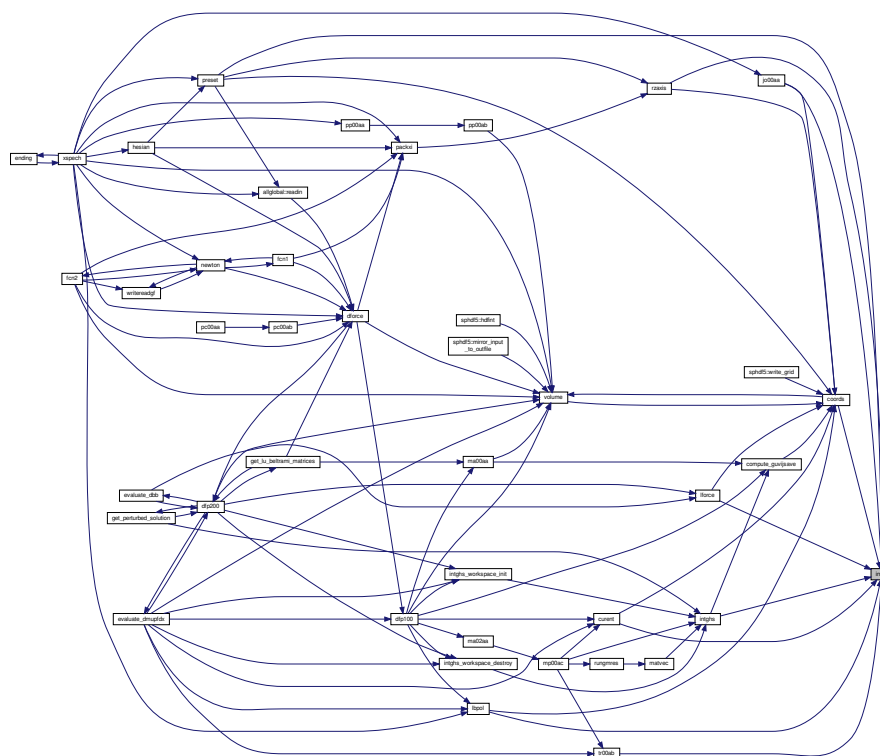 preset
jo00aa
rzaxis
pp00aa
pp00ab
hesian
packxi
ending
xspech
allglobal::readin
fcn1
newton
fcn2
writereadgf
dforce
pc00aa
pc00ab
sphdf5::hdfint
sphdf5::mirror_input
_to_outfile
sphdf5::write_grid
volume
coords
get_lu_beltrami_matrices
ma00aa
compute_guvijsave
evaluate_dbb
lforce
dfp200
get_perturbed_solution
intghs_workspace_init
evaluate_dmupfdx
dfp100
curent
intghs
ma02aa
intghs_workspace_destroy
mp00ac
rungmres
matvec
lbpol
tr00ab